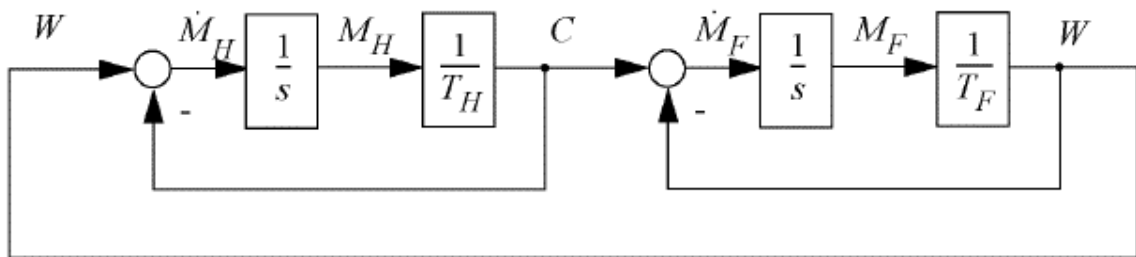 W Ṁ_H 1/s M_H 1/T_H C Ṁ_F 1/s M_F 1/T_F W
- -